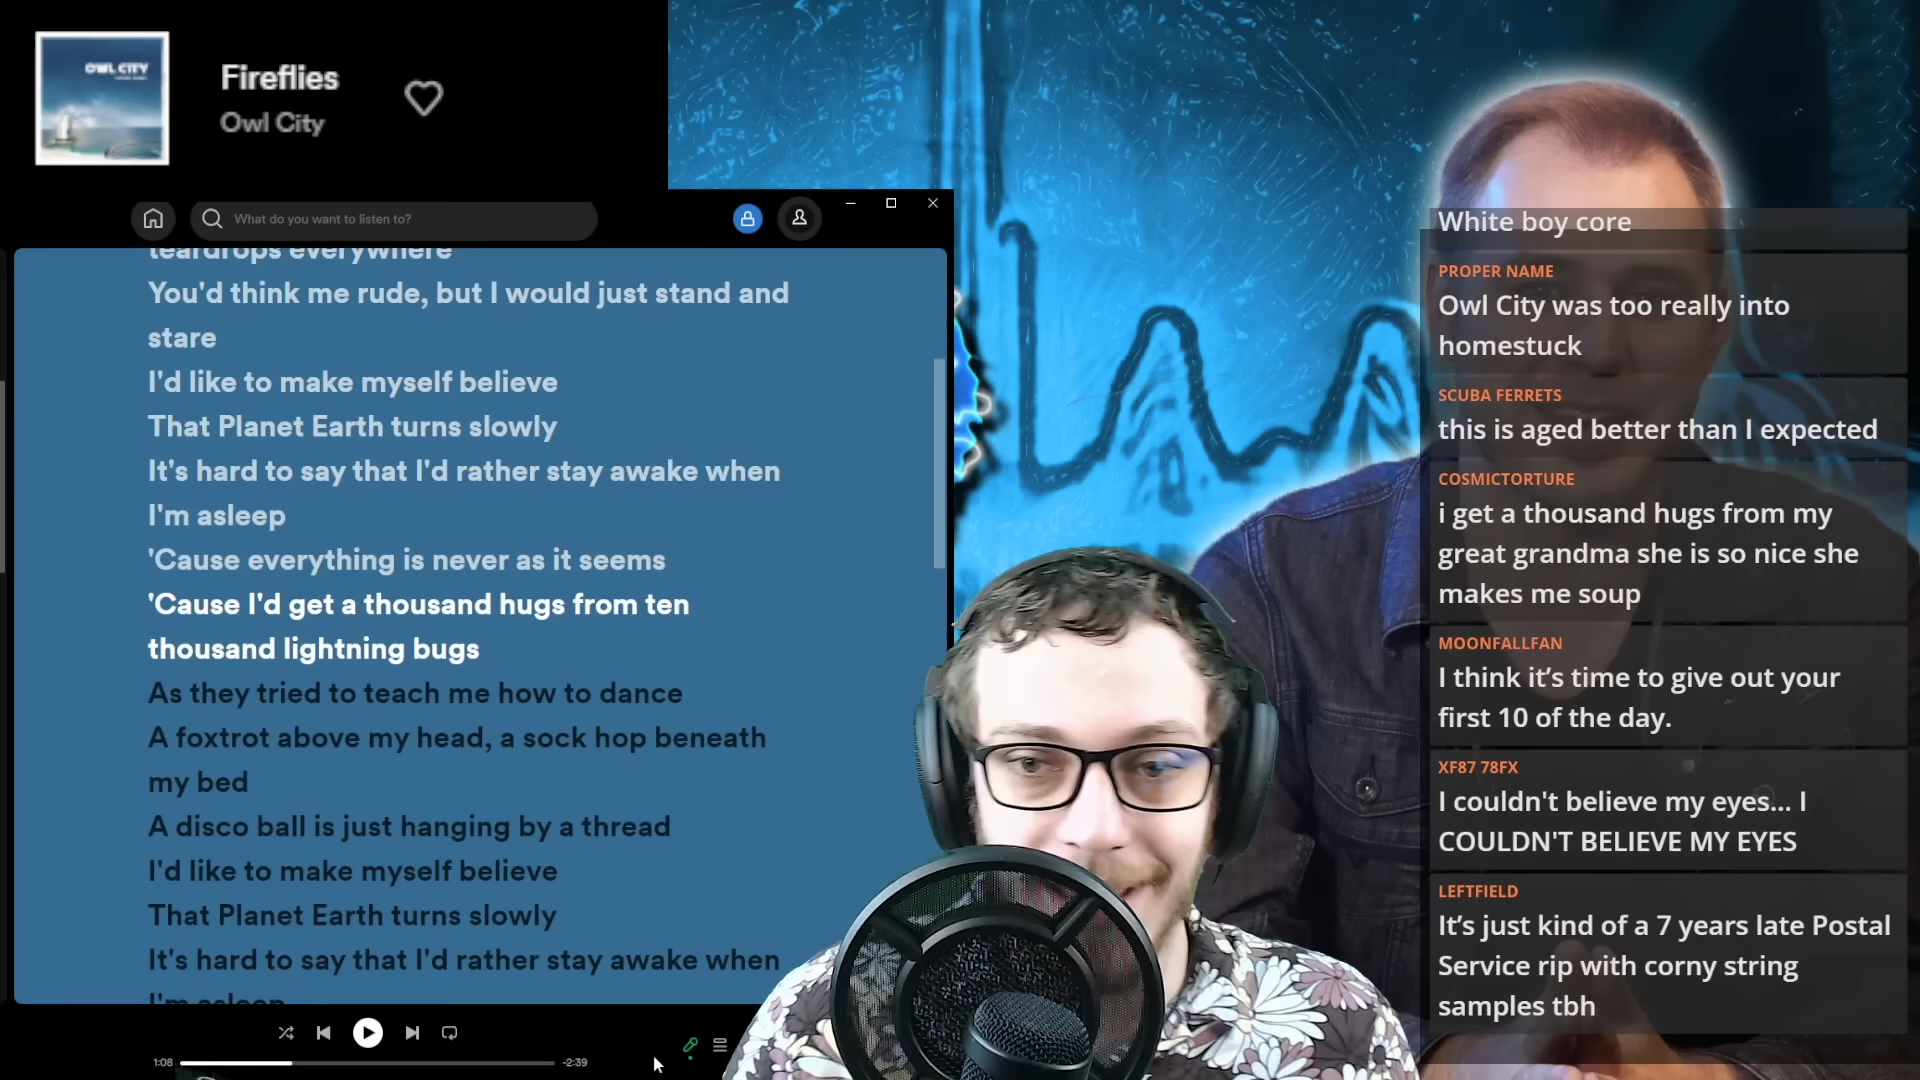 OWL CITY
Fireflies
Owl City
What do you want to listen to?
teardrops everywhere
You'd think me rude, but I would just stand and
stare
I'd like to make myself believe
That Planet Earth turns slowly
It's hard to say that I'd rather stay awake when
I'm asleep
'Cause everything is never as it seems
'Cause I'd get a thousand hugs from ten
thousand lightning bugs
As they tried to teach me how to dance
A foxtrot above my head, a sock hop beneath
my bed
A disco ball is just hanging by a thread
I'd like to make myself believe
That Planet Earth turns slowly
It's hard to say that I'd rather stay awake when
I'm asleep
1:08
-2:39
White boy core
PROPER NAME
Owl City was too really into
homestuck
SCUBA FERRETS
this is aged better than I expected
COSMICTORTURE
i get a thousand hugs from my
great grandma she is so nice she
makes me soup
MOONFALLFAN
I think it’s time to give out your
first 10 of the day.
XF87 78FX
I couldn't believe my eyes... I
COULDN'T BELIEVE MY EYES
LEFTFIELD
It’s just kind of a 7 years late Postal
Service rip with corny string
samples tbh